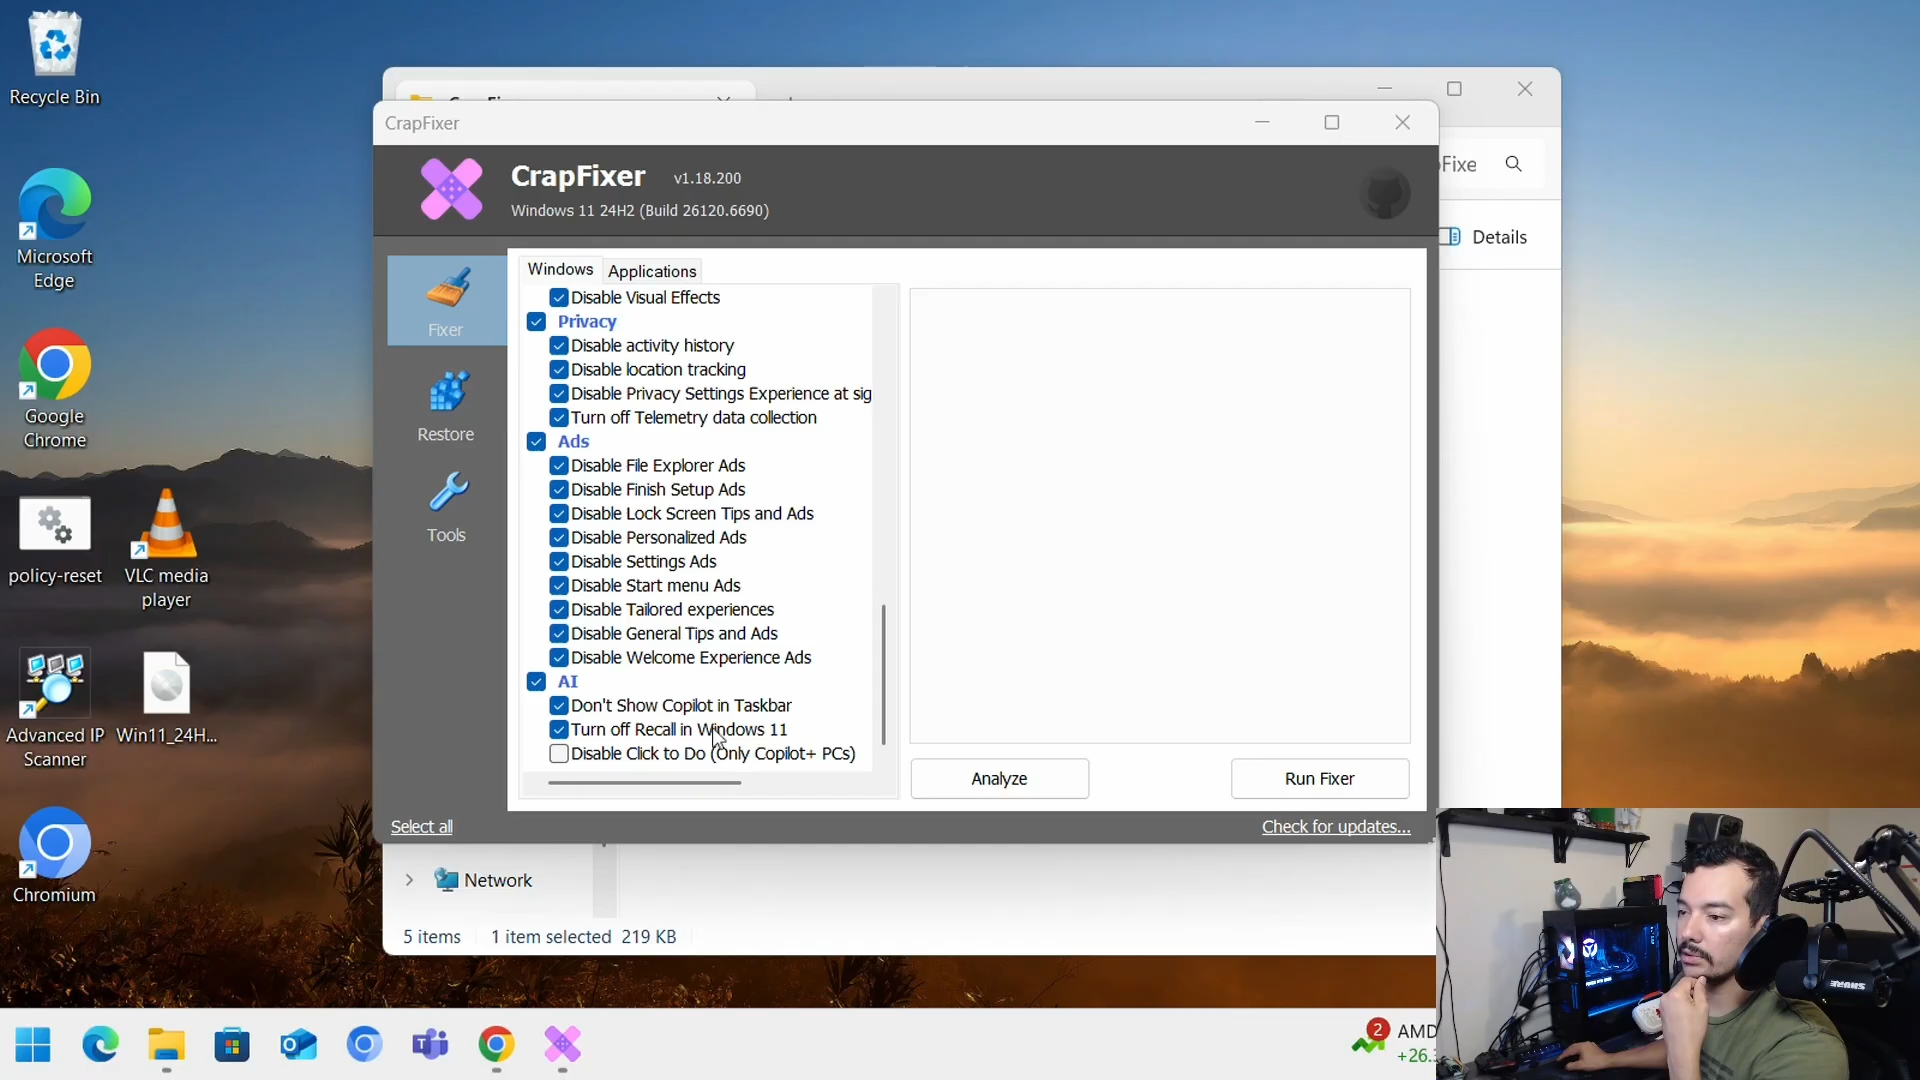 Recycle Bin
Microsoft
Edge
Google
Chrome
policy-reset
VLC media
player
Advanced IP
Scanner
Win11_24H...
Chromium
CrapFixer
CrapFixer
v1.18.200
Windows 11 24H2 (Build 26120.6690)
Fixe
Details
Fixer
Restore
Tools
Windows
Applications
Disable Visual Effects
Privacy
Disable activity history
Disable location tracking
Disable Privacy Settings Experience at sig
Turn off Telemetry data collection
Ads
Disable File Explorer Ads
Disable Finish Setup Ads
Disable Lock Screen Tips and Ads
Disable Personalized Ads
Disable Settings Ads
Disable Start menu Ads
Disable Tailored experiences
Disable General Tips and Ads
Disable Welcome Experience Ads
AI
Don't Show Copilot in Taskbar
Turn off Recall in Windows 11
Disable Click to Do (Only Copilot+ PCs)
Analyze
Run Fixer
Select all
Check for updates...
Network
5 items
1 item selected 219 KB
2
AMD
+26.
SHURE